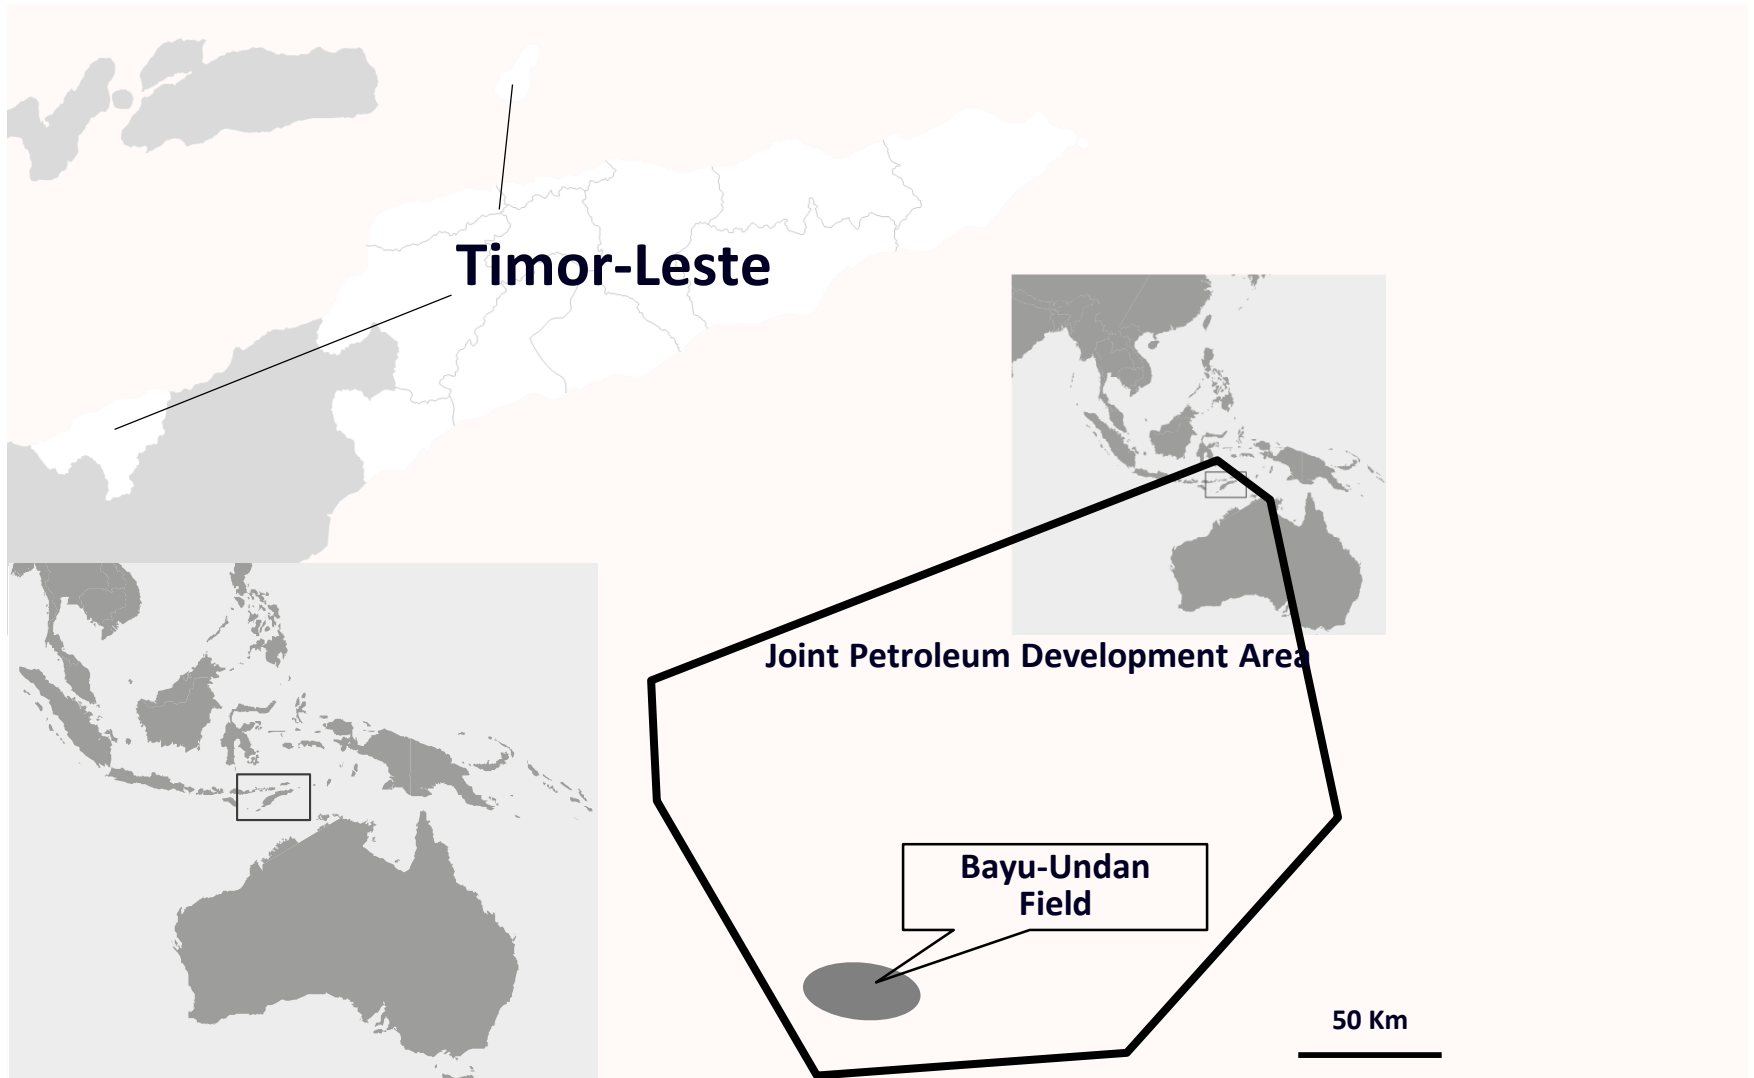 Timor-Leste
Joint Petroleum Development Area
Bayu-Undan
Field
50 Km